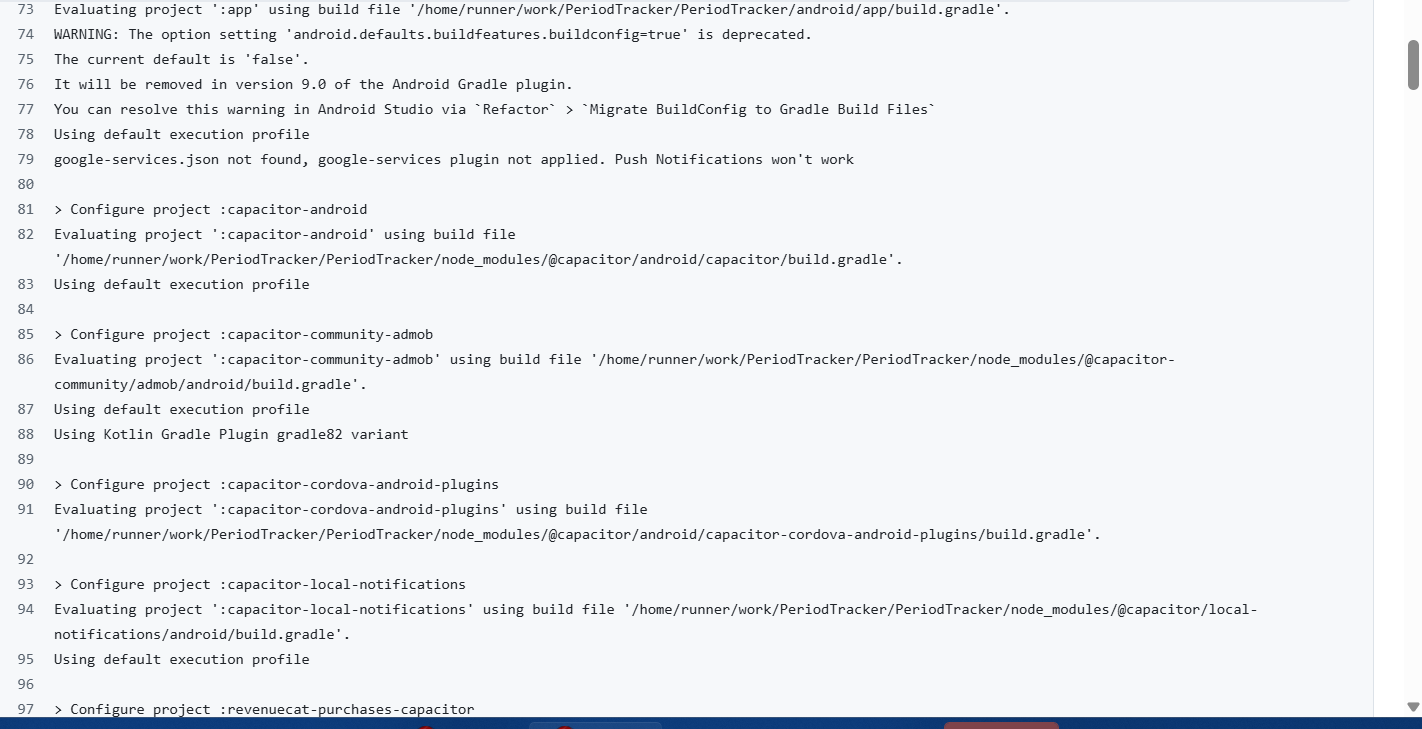 73 Evaluating project ':app' using build file '/home/runner/work/PeriodTracker/PeriodTracker/android/app/build.gradle'.
74 WARNING: The option setting 'android.defaults.buildfeatures.buildconfig=true' is deprecated.
75 The current default is 'false'.
76 It will be removed in version 9.0 of the Android Gradle plugin.
77 You can resolve this warning in Android Studio via `Refactor` > `Migrate BuildConfig to Gradle Build Files`
78 Using default execution profile
79 google-services.json not found, google-services plugin not applied. Push Notifications won't work
80
81 > Configure project :capacitor-android
82 Evaluating project ':capacitor-android' using build file
'/home/runner/work/PeriodTracker/PeriodTracker/node_modules/@capacitor/android/capacitor/build.gradle'.
83 Using default execution profile
84
85 > Configure project :capacitor-community-admob
86 Evaluating project ':capacitor-community-admob' using build file '/home/runner/work/PeriodTracker/PeriodTracker/node_modules/@capacitor-
community/admob/android/build.gradle'.
87 Using default execution profile
88 Using Kotlin Gradle Plugin gradle82 variant
89
90 > Configure project :capacitor-cordova-android-plugins
91 Evaluating project ':capacitor-cordova-android-plugins' using build file
'/home/runner/work/PeriodTracker/PeriodTracker/node_modules/@capacitor/android/capacitor-cordova-android-plugins/build.gradle'.
92
93 > Configure project :capacitor-local-notifications
94 Evaluating project ':capacitor-local-notifications' using build file '/home/runner/work/PeriodTracker/PeriodTracker/node_modules/@capacitor/local-
notifications/android/build.gradle'.
95 Using default execution profile
96
97 > Configure project :revenuecat-purchases-capacitor